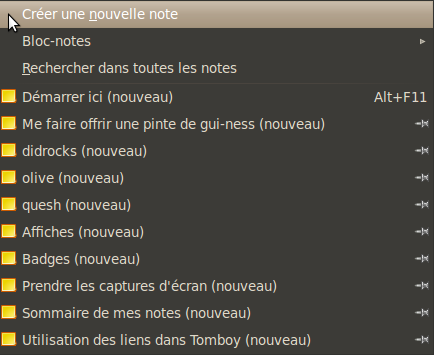 Créer une nouvelle note
Bloc-notes
Rechercher dans toutes les notes
Démarrer ici (nouveau) Alt+F11
Me faire offrir une pinte de gui-ness (nouveau)
didrocks (nouveau)
olive (nouveau)
quesh (nouveau)
Affiches (nouveau)
Badges (nouveau)
Prendre les captures d'écran (nouveau)
Sommaire de mes notes (nouveau)
Utilisation des liens dans Tomboy (nouveau)